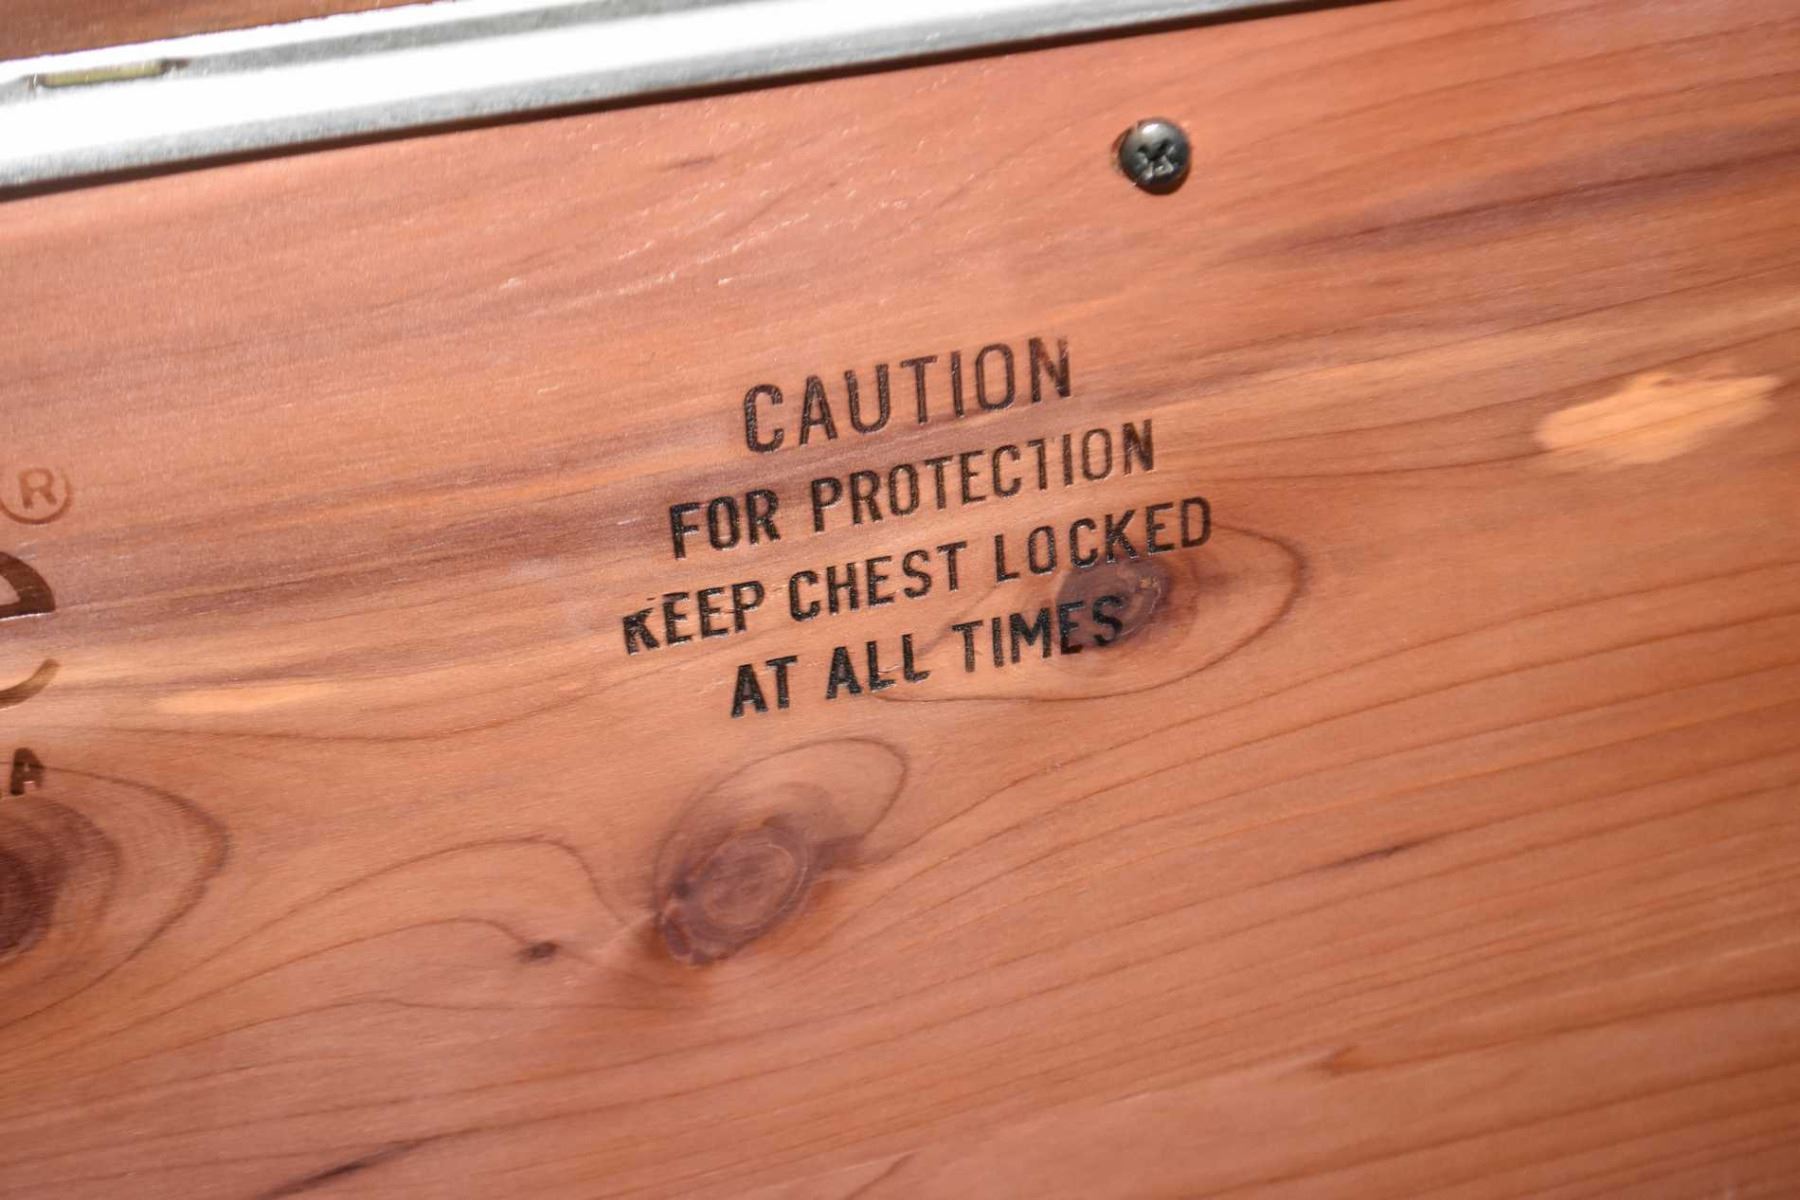 CAUTION
FOR PROTECTION
KEEP CHEST LOCKED
AT ALL TIMES
®